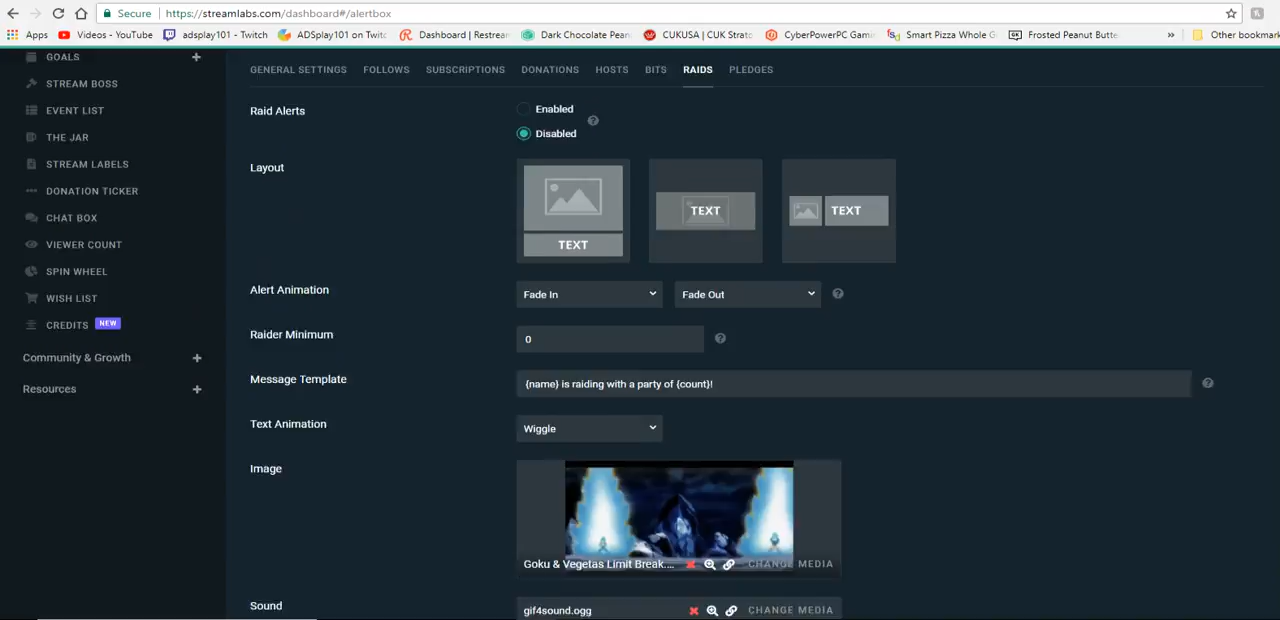 Secure https://streamlabs.com/dashboard#/alertbox
Apps Videos - YouTube adsplay101 - Twitch ADSplay101 on Twitc Dashboard | Restream Dark Chocolate Pean CUKUSA | CUK Strato CyberPowerPC Gami Smart Pizza Whole G Frosted Peanut Butte » Other bookmark
GOALS +
STREAM BOSS
EVENT LIST
THE JAR
STREAM LABELS
DONATION TICKER
CHAT BOX
VIEWER COUNT
SPIN WHEEL
WISH LIST
CREDITS NEW
Community & Growth +
Resources +
GENERAL SETTINGS FOLLOWS SUBSCRIPTIONS DONATIONS HOSTS BITS RAIDS PLEDGES
Raid Alerts
Enabled
Disabled
?
Layout
TEXT
TEXT
TEXT
Alert Animation
Fade In Fade Out ?
Raider Minimum
0 ?
Message Template
{name} is raiding with a party of {count}! ?
Text Animation
Wiggle
Image
Goku & Vegetas Limit Break.... CHANGE MEDIA
Sound
gif4sound.ogg CHANGE MEDIA